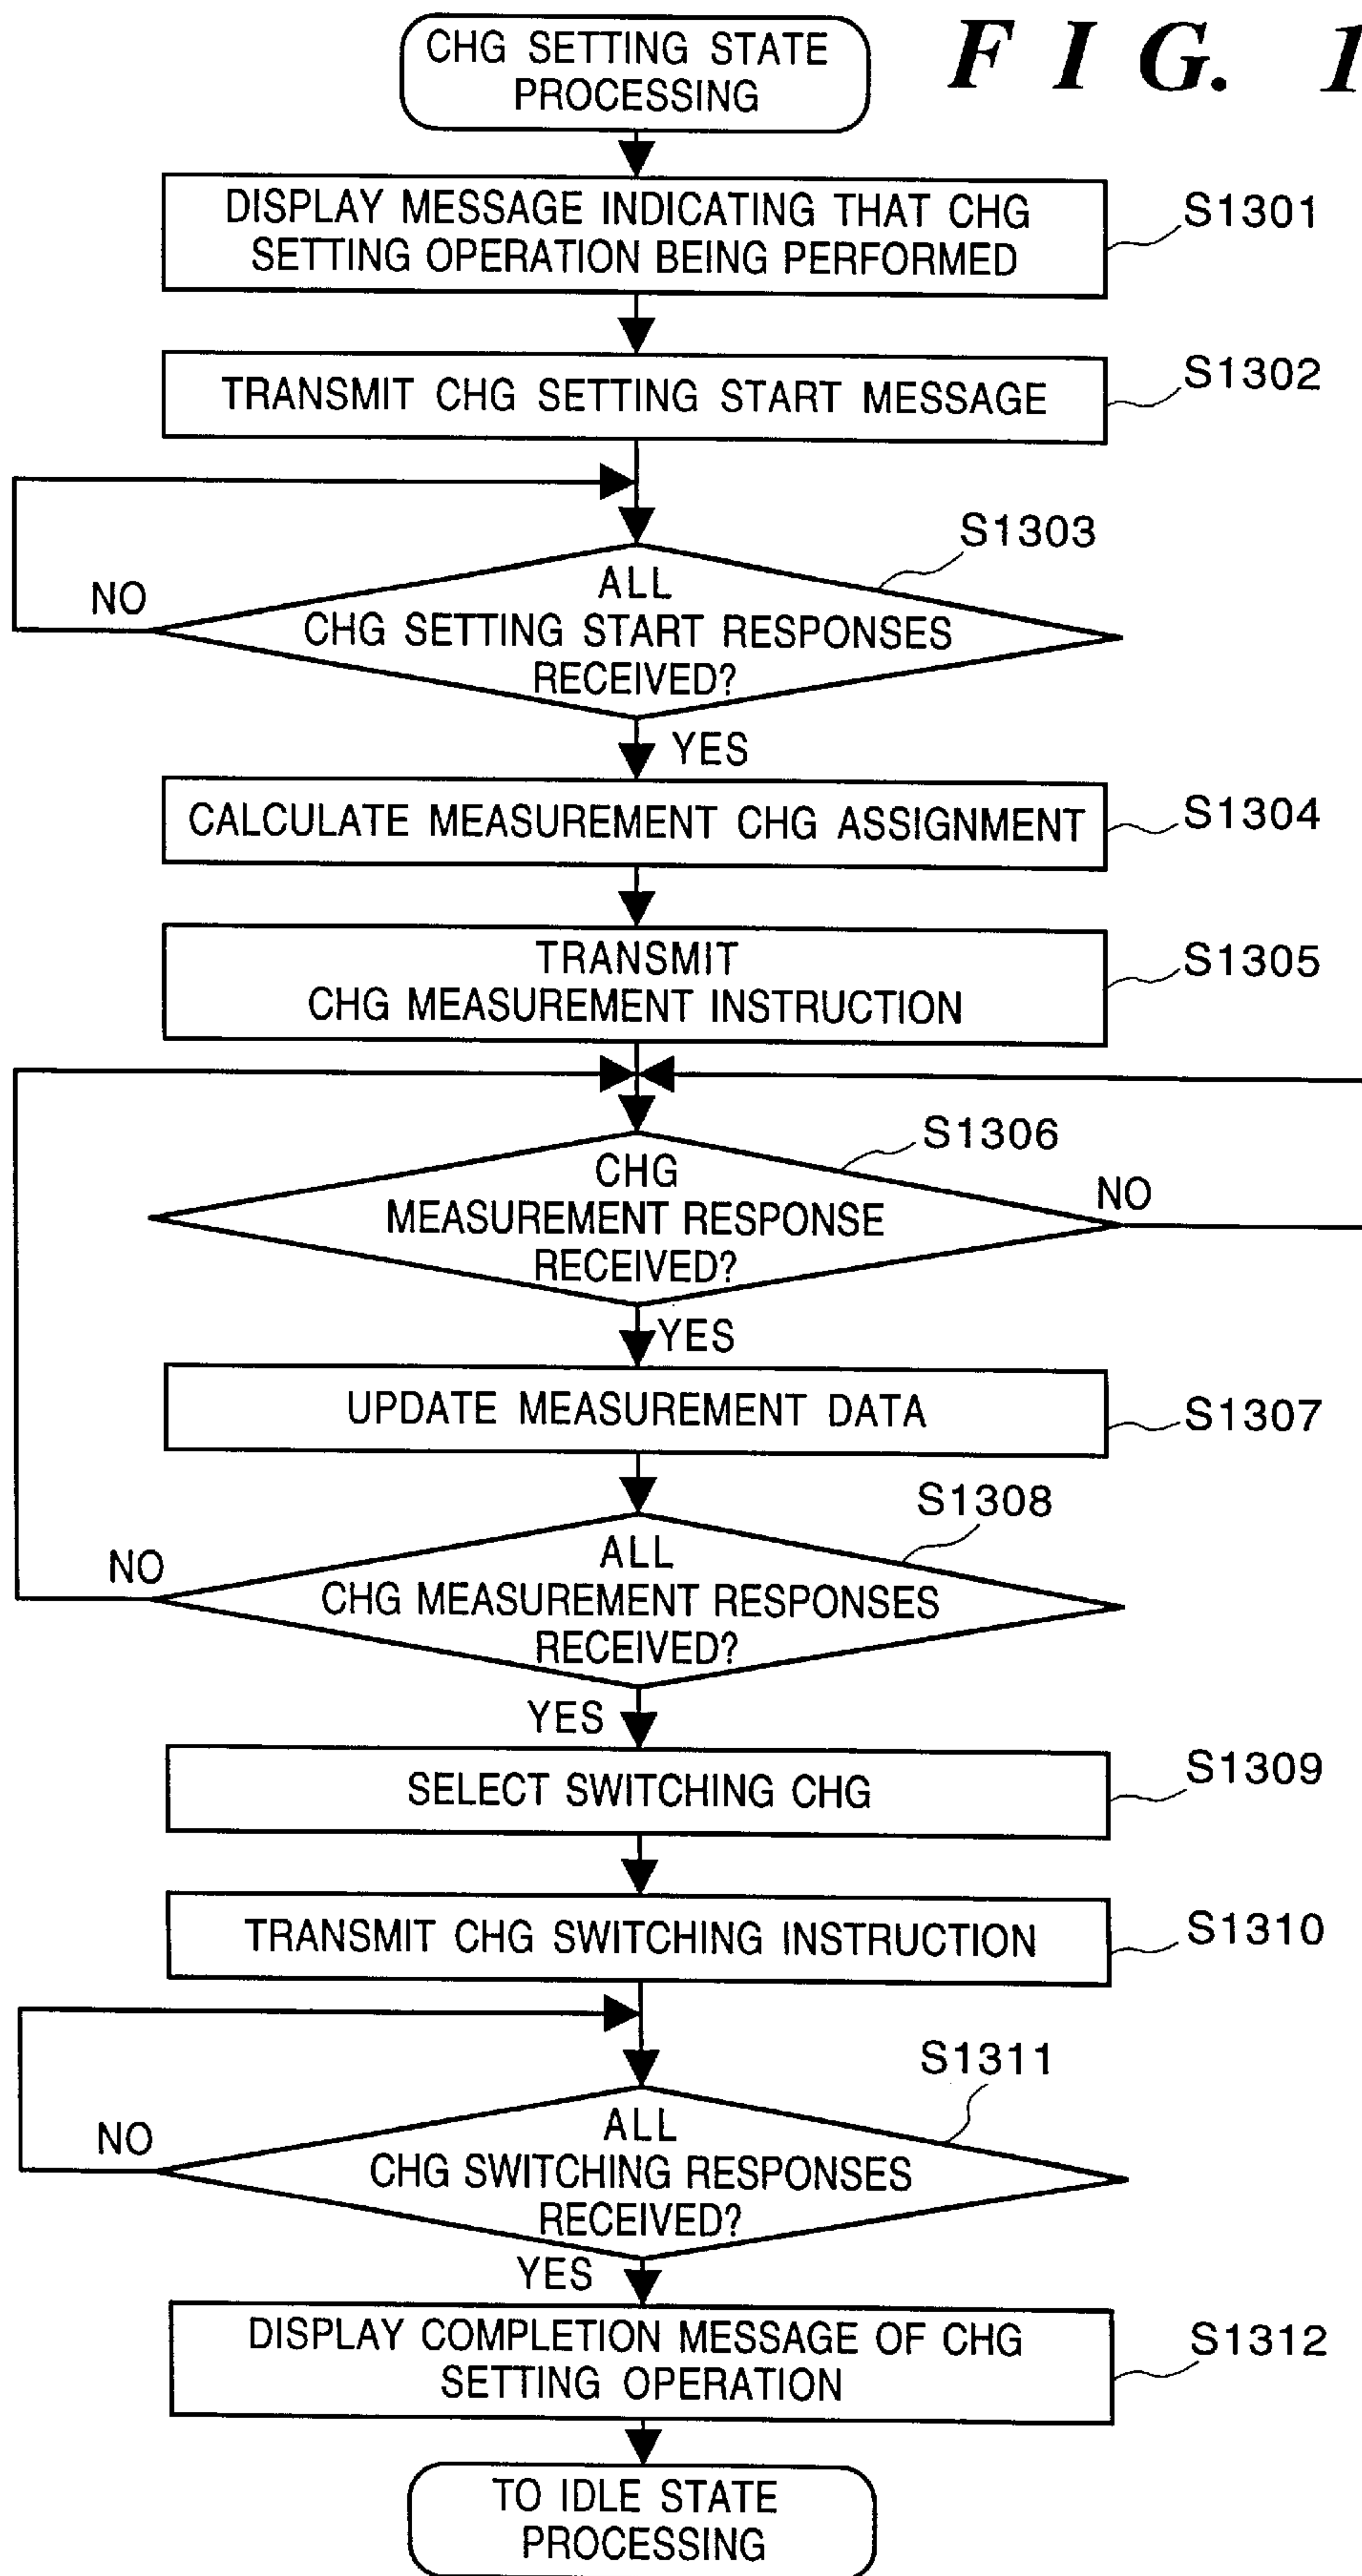 CHG SETTING STATE
PROCESSING
FIG. 1
DISPLAY MESSAGE INDICATING THAT CHG
SETTING OPERATION BEING PERFORMED
S1301
TRANSMIT CHG SETTING START MESSAGE
S1302
S1303
ALL
CHG SETTING START RESPONSES
RECEIVED?
NO
YES
CALCULATE MEASUREMENT CHG ASSIGNMENT
S1304
TRANSMIT
CHG MEASUREMENT INSTRUCTION
S1305
S1306
CHG
MEASUREMENT RESPONSE
RECEIVED?
NO
YES
UPDATE MEASUREMENT DATA
S1307
S1308
ALL
CHG MEASUREMENT RESPONSES
RECEIVED?
NO
YES
SELECT SWITCHING CHG
S1309
TRANSMIT CHG SWITCHING INSTRUCTION
S1310
S1311
ALL
CHG SWITCHING RESPONSES
RECEIVED?
NO
YES
DISPLAY COMPLETION MESSAGE OF CHG
SETTING OPERATION
S1312
TO IDLE STATE
PROCESSING